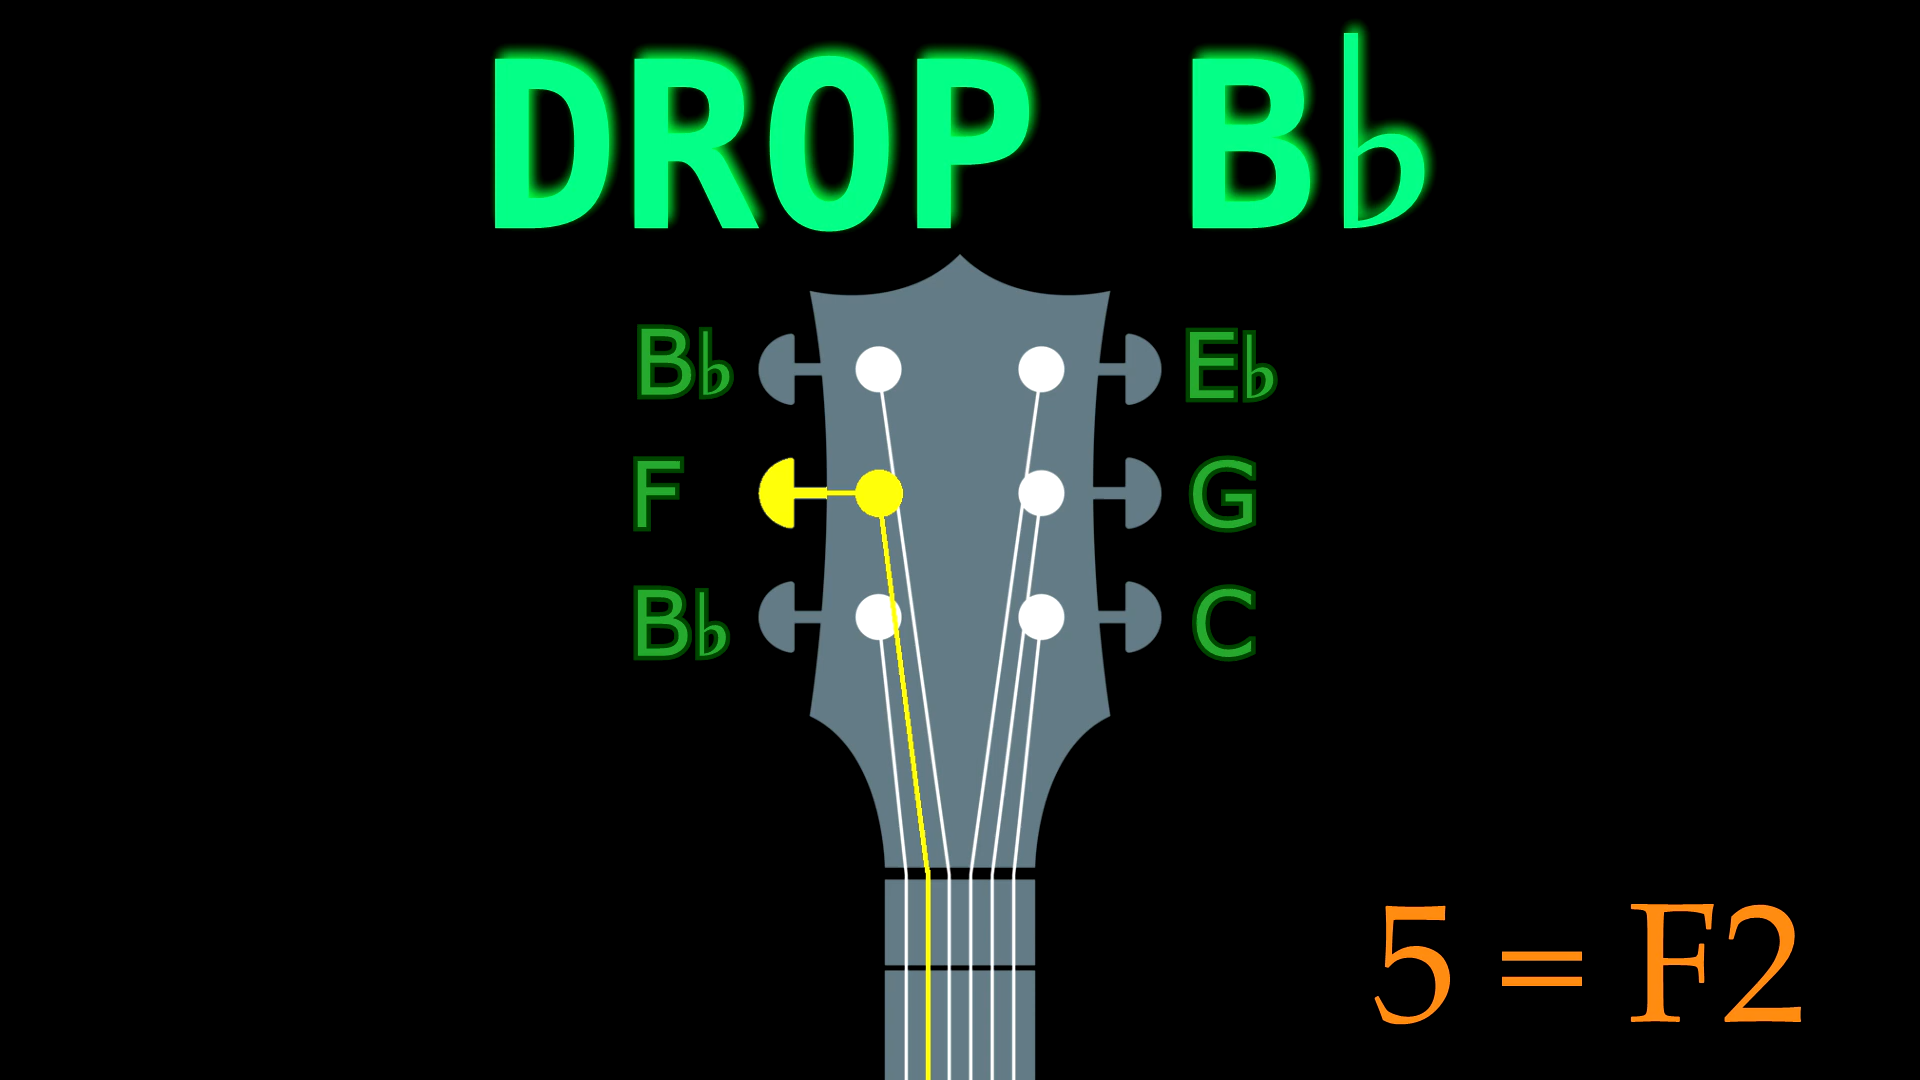 DROP B♭
B♭ E♭
F G
B♭ C
5 = F2